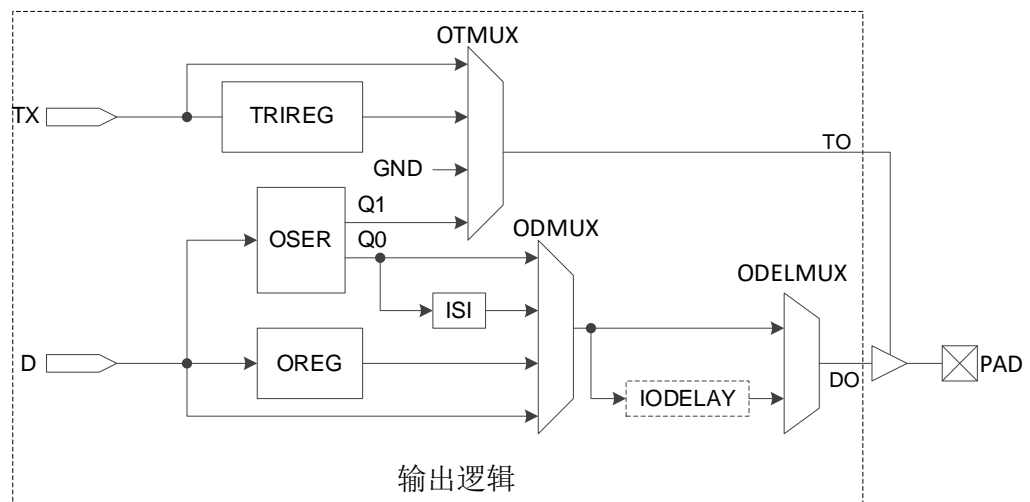 OTMUX
TX
TRIREG
TO
GND
Q1
OSER
Q0
ODMUX
ODELMUX
ISI
D
OREG
DO
PAD
IODELAY
输出逻辑